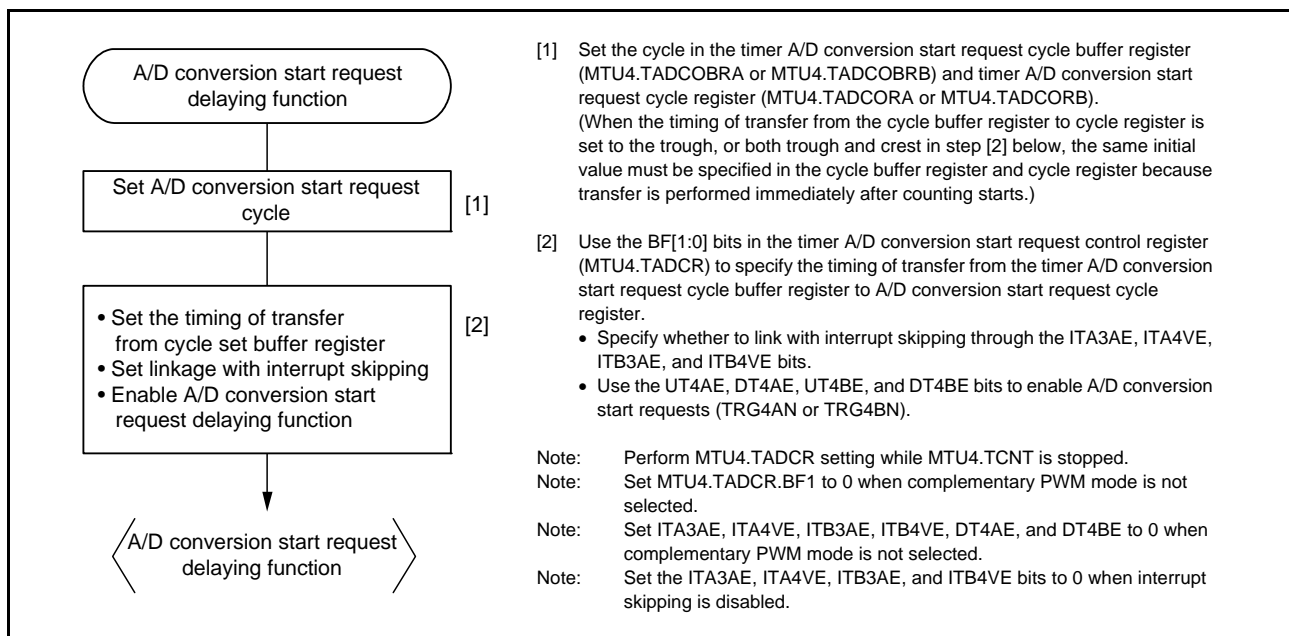 A/D conversion start request
delaying function
Set A/D conversion start request
cycle
[1]
• Set the timing of transfer
from cycle set buffer register
• Set linkage with interrupt skipping
• Enable A/D conversion start
request delaying function
[2]
A/D conversion start request
delaying function
[1] Set the cycle in the timer A/D conversion start request cycle buffer register
(MTU4.TADCOBRA or MTU4.TADCOBRB) and timer A/D conversion start
request cycle register (MTU4.TADCORA or MTU4.TADCORB).
(When the timing of transfer from the cycle buffer register to cycle register is
set to the trough, or both trough and crest in step [2] below, the same initial
value must be specified in the cycle buffer register and cycle register because
transfer is performed immediately after counting starts.)
[2] Use the BF[1:0] bits in the timer A/D conversion start request control register
(MTU4.TADCR) to specify the timing of transfer from the timer A/D conversion
start request cycle buffer register to A/D conversion start request cycle
register.
• Specify whether to link with interrupt skipping through the ITA3AE, ITA4VE,
ITB3AE, and ITB4VE bits.
• Use the UT4AE, DT4AE, UT4BE, and DT4BE bits to enable A/D conversion
start requests (TRG4AN or TRG4BN).
Note: Perform MTU4.TADCR setting while MTU4.TCNT is stopped.
Note: Set MTU4.TADCR.BF1 to 0 when complementary PWM mode is not
selected.
Note: Set ITA3AE, ITA4VE, ITB3AE, ITB4VE, DT4AE, and DT4BE to 0 when
complementary PWM mode is not selected.
Note: Set the ITA3AE, ITA4VE, ITB3AE, and ITB4VE bits to 0 when interrupt
skipping is disabled.